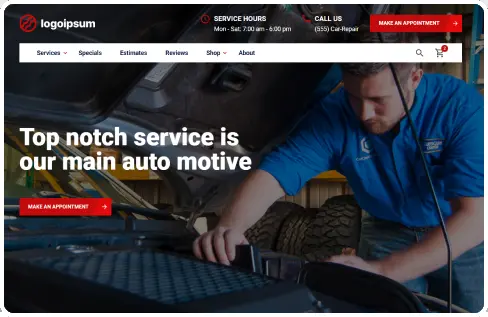 logoipsum
SERVICE HOURS
Mon - Sat: 7:00 am - 6:00 pm
CALL US
(555) Car-Repair
MAKE AN APPOINTMENT
Services
Specials
Estimates
Reviews
Shop
About
Top notch service is
our main auto motive
MAKE AN APPOINTMENT